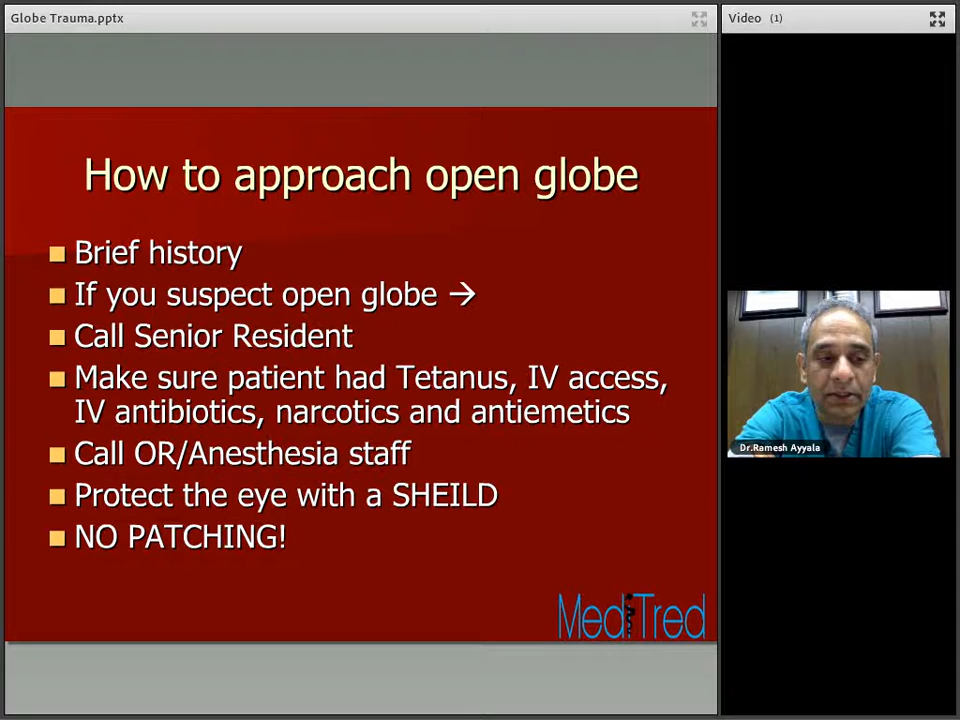 Globe Trauma.pptx
Video (1)
How to approach open globe
Brief history
If you suspect open globe →
Call Senior Resident
Make sure patient had Tetanus, IV access,
IV antibiotics, narcotics and antiemetics
Call OR/Anesthesia staff
Protect the eye with a SHEILD
NO PATCHING!
MediTred
Dr.Ramesh Ayyala